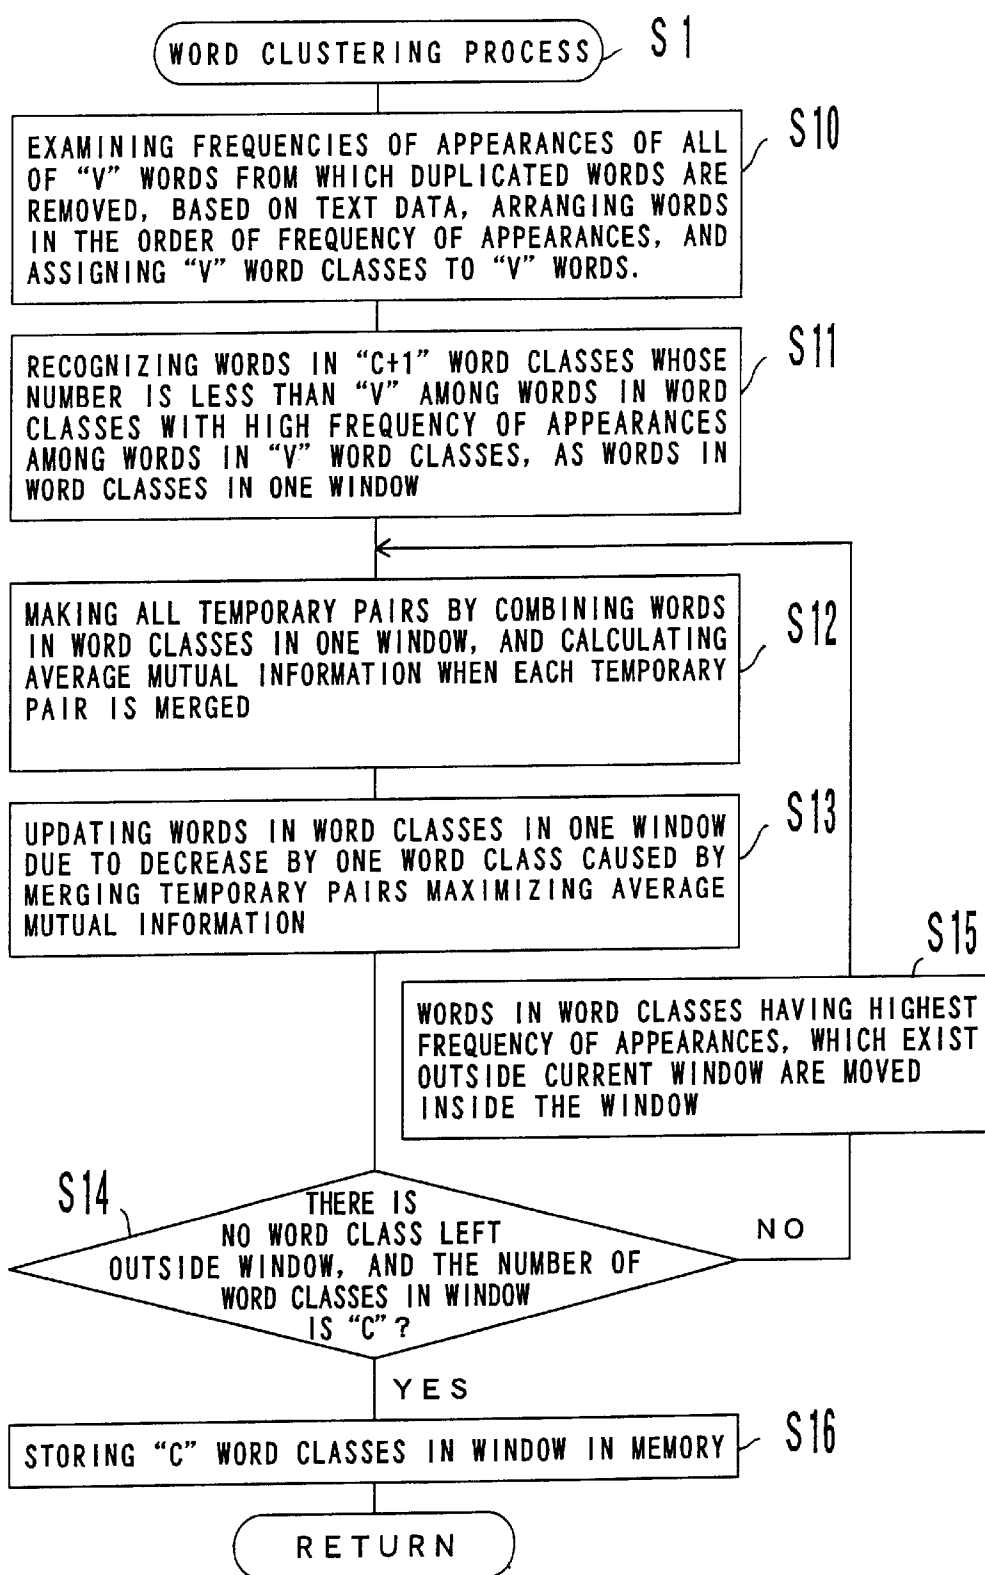 WORD CLUSTERING PROCESS
S1
EXAMINING FREQUENCIES OF APPEARANCES OF ALL
OF “V” WORDS FROM WHICH DUPLICATED WORDS ARE
REMOVED, BASED ON TEXT DATA, ARRANGING WORDS
IN THE ORDER OF FREQUENCY OF APPEARANCES, AND
ASSIGNING “V” WORD CLASSES TO “V” WORDS.
S10
RECOGNIZING WORDS IN “C+1” WORD CLASSES WHOSE
NUMBER IS LESS THAN “V” AMONG WORDS IN WORD
CLASSES WITH HIGH FREQUENCY OF APPEARANCES
AMONG WORDS IN “V” WORD CLASSES, AS WORDS IN
WORD CLASSES IN ONE WINDOW
S11
MAKING ALL TEMPORARY PAIRS BY COMBINING WORDS
IN WORD CLASSES IN ONE WINDOW, AND CALCULATING
AVERAGE MUTUAL INFORMATION WHEN EACH TEMPORARY
PAIR IS MERGED
S12
UPDATING WORDS IN WORD CLASSES IN ONE WINDOW
DUE TO DECREASE BY ONE WORD CLASS CAUSED BY
MERGING TEMPORARY PAIRS MAXIMIZING AVERAGE
MUTUAL INFORMATION
S13
S15
WORDS IN WORD CLASSES HAVING HIGHEST
FREQUENCY OF APPEARANCES, WHICH EXIST
OUTSIDE CURRENT WINDOW ARE MOVED
INSIDE THE WINDOW
S14
THERE IS
NO WORD CLASS LEFT
OUTSIDE WINDOW, AND THE NUMBER OF
WORD CLASSES IN WINDOW
IS “C”?
NO
YES
STORING “C” WORD CLASSES IN WINDOW IN MEMORY
S16
RETURN